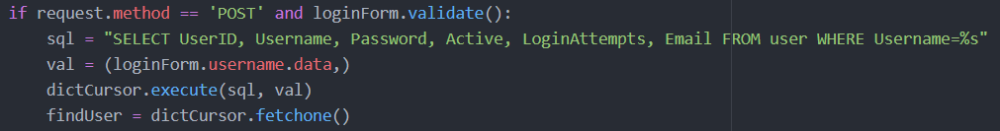 if request.method == 'POST' and loginForm.validate():
    sql = "SELECT UserID, Username, Password, Active, LoginAttempts, Email FROM user WHERE Username=%s"
    val = (loginForm.username.data,)
    dictCursor.execute(sql, val)
    findUser = dictCursor.fetchone()